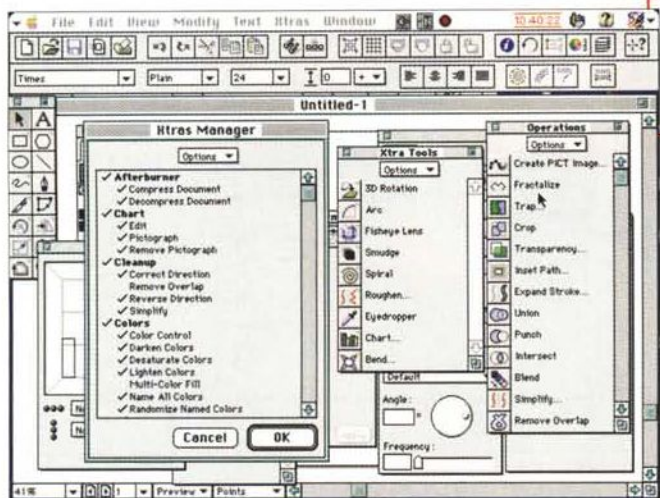 File Edit View Modify Text Xtras Window 10:40:22
Times Plain 24 0
Untitled-1
Xtras Manager
Options
✓ Afterburner
✓ Compress Document
✓ Decompress Document
✓ Chart
✓ Edit
✓ Pictograph
✓ Remove Pictograph
✓ Cleanup
✓ Correct Direction
Remove Overlap
✓ Reverse Direction
✓ Simplify
✓ Colors
✓ Color Control
✓ Darken Colors
✓ Desaturate Colors
✓ Lighten Colors
Multi-Color Fill
✓ Name All Colors
✓ Randomize Named Colors
Cancel OK
Xtra Tools
Options
3D Rotation
Arc
Fisheye Lens
Smudge
Spiral
Roughen...
Eyedropper
Chart...
Bend...
Operations
Options
Create PICT Image...
Fractalize
Trap...
Crop
Transparency...
Inset Path...
Expand Stroke...
Union
Punch
Intersect
Blend
Simplify...
Remove Overlap
Default
Angle:
Frequency:
41% 1 Preview Points